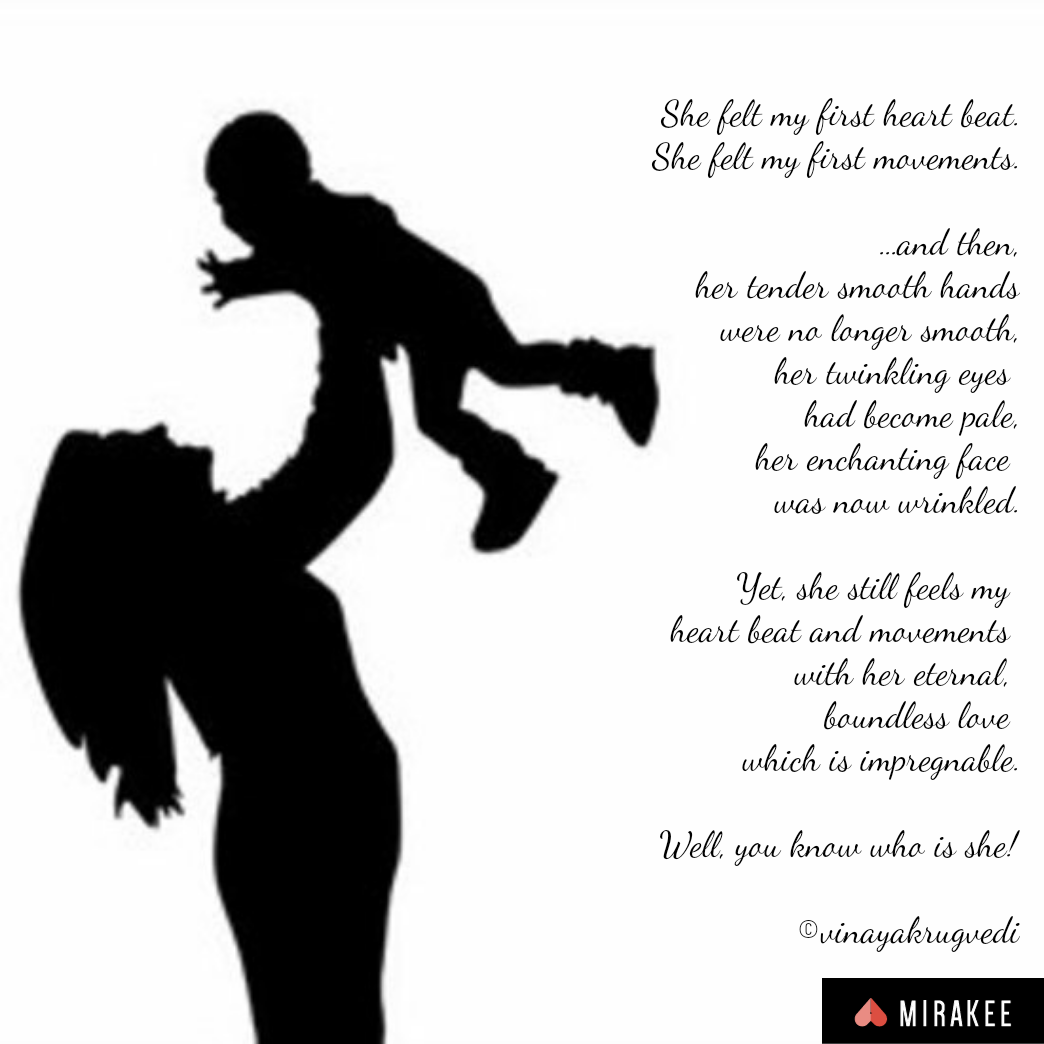 She felt my first heart beat.
She felt my first movements.
...and then,
her tender smooth hands
were no longer smooth,
her twinkling eyes
had become pale,
her enchanting face
was now wrinkled.
Yet, she still feels my
heart beat and movements
with her eternal,
boundless love
which is impregnable.
Well, you know who is she!
©vinayakrugvedi
MIRAKEE